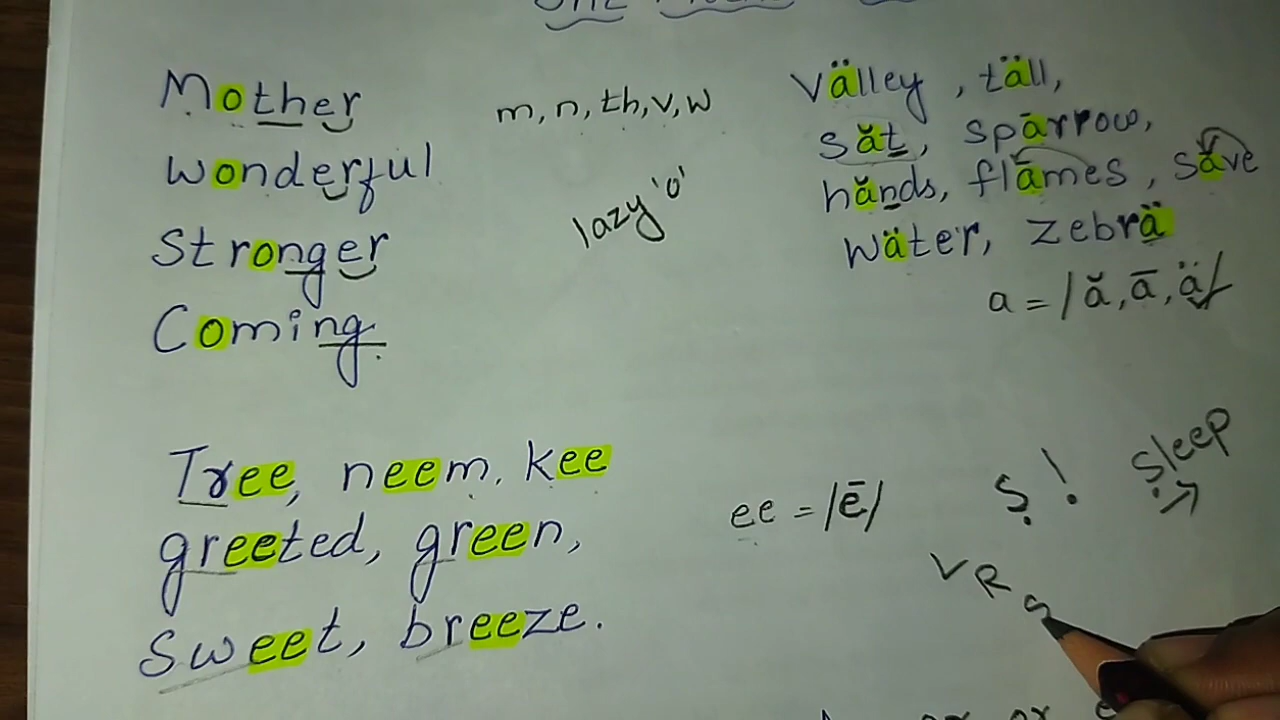 Mother
Wonderful
Stronger
Coming
m, n, th, v, w
lazy 'o'
Välley, täll,
săt, spārrow,
hănds, flāmes, sāve
wäter, zebrä
a = /ă, ā, ä/
Tree, neem, kee
greeted, green,
Sweet, breeze.
ee = /ē/
S !
sleep
V R S